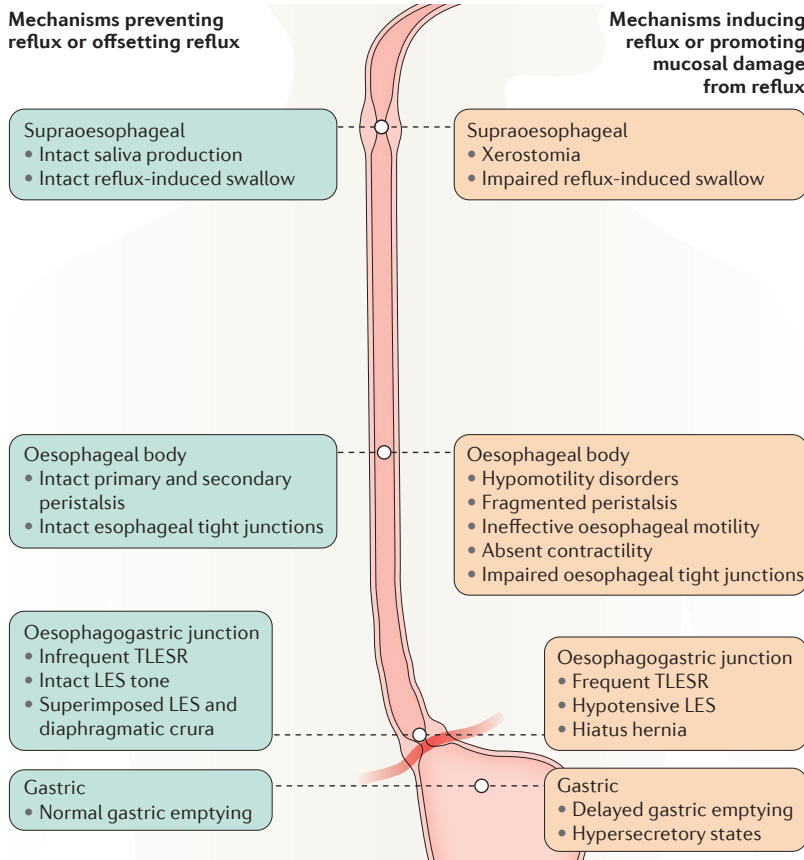 Mechanisms preventing
reflux or offsetting reflux
Mechanisms inducing
reflux or promoting
mucosal damage
from reflux
Supraoesophageal
• Intact saliva production
• Intact reflux-induced swallow
Supraoesophageal
• Xerostomia
• Impaired reflux-induced swallow
Oesophageal body
• Intact primary and secondary
peristalsis
• Intact esophageal tight junctions
Oesophageal body
• Hypomotility disorders
• Fragmented peristalsis
• Ineffective oesophageal motility
• Absent contractility
• Impaired oesophageal tight junctions
Oesophagogastric junction
• Infrequent TLESR
• Intact LES tone
• Superimposed LES and
diaphragmatic crura
Oesophagogastric junction
• Frequent TLESR
• Hypotensive LES
• Hiatus hernia
Gastric
• Normal gastric emptying
Gastric
• Delayed gastric emptying
• Hypersecretory states